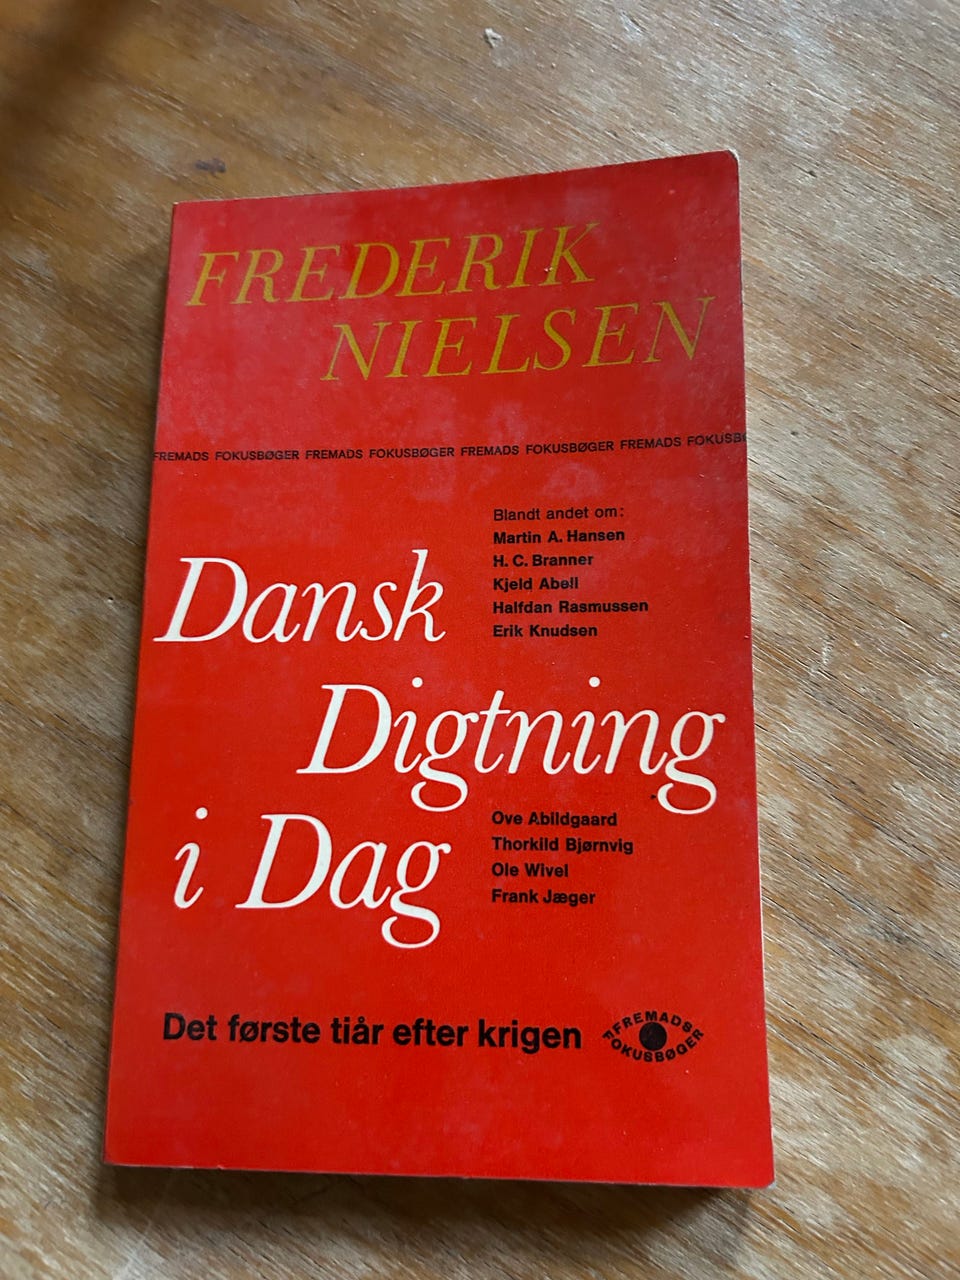 FREDERIK
NIELSEN
FREMADS FOKUSBØGER FREMADS FOKUSBØGER FREMADS FOKUSBØGER FREMADS FOKUSB
Blandt andet om:
Martin A. Hansen
H. C. Branner
Kjeld Abell
Halfdan Rasmussen
Erik Knudsen
Dansk
Digtning
i Dag
Ove Abildgaard
Thorkild Bjørnvig
Ole Wivel
Frank Jæger
Det første tiår efter krigen
FREMADS
FOKUSBØGER